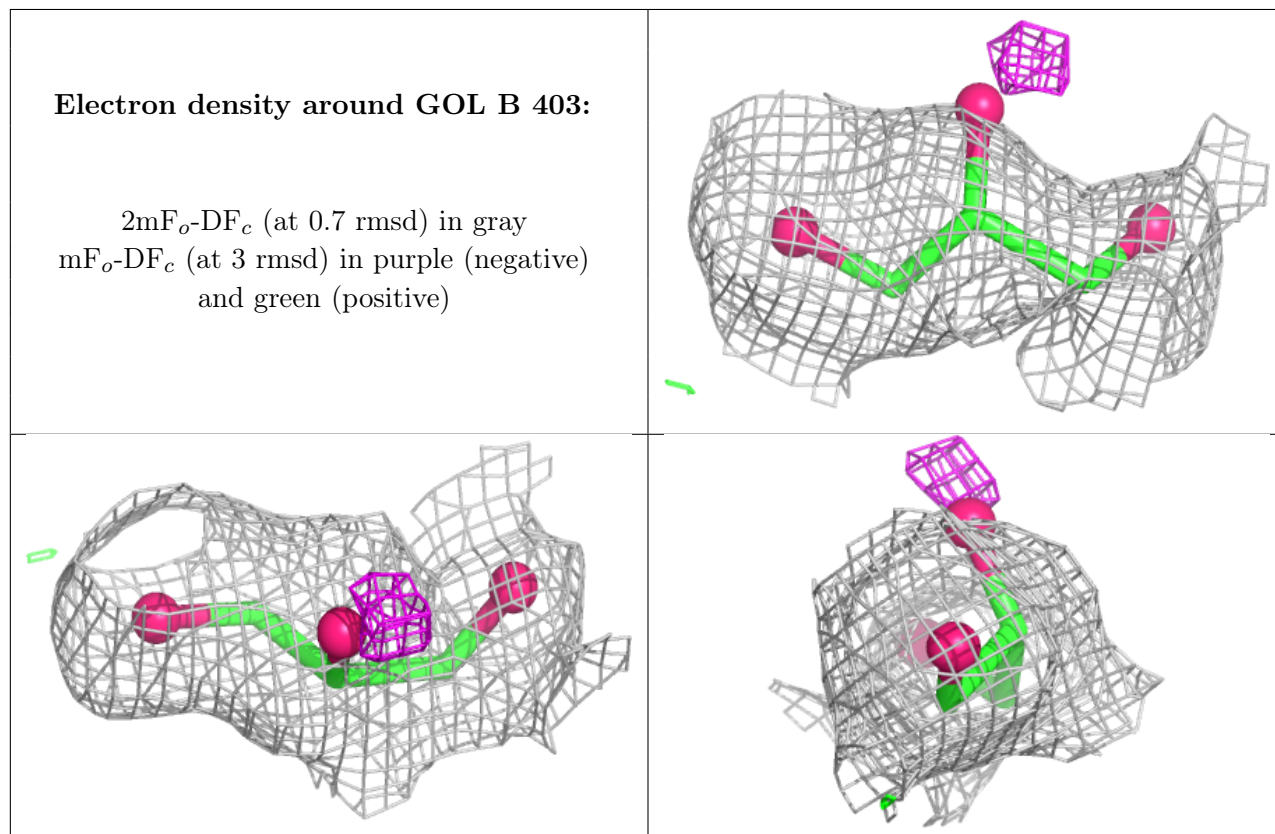 Electron density around GOL B 403:
2mFo-DFc (at 0.7 rmsd) in gray
mFo-DFc (at 3 rmsd) in purple (negative)
and green (positive)